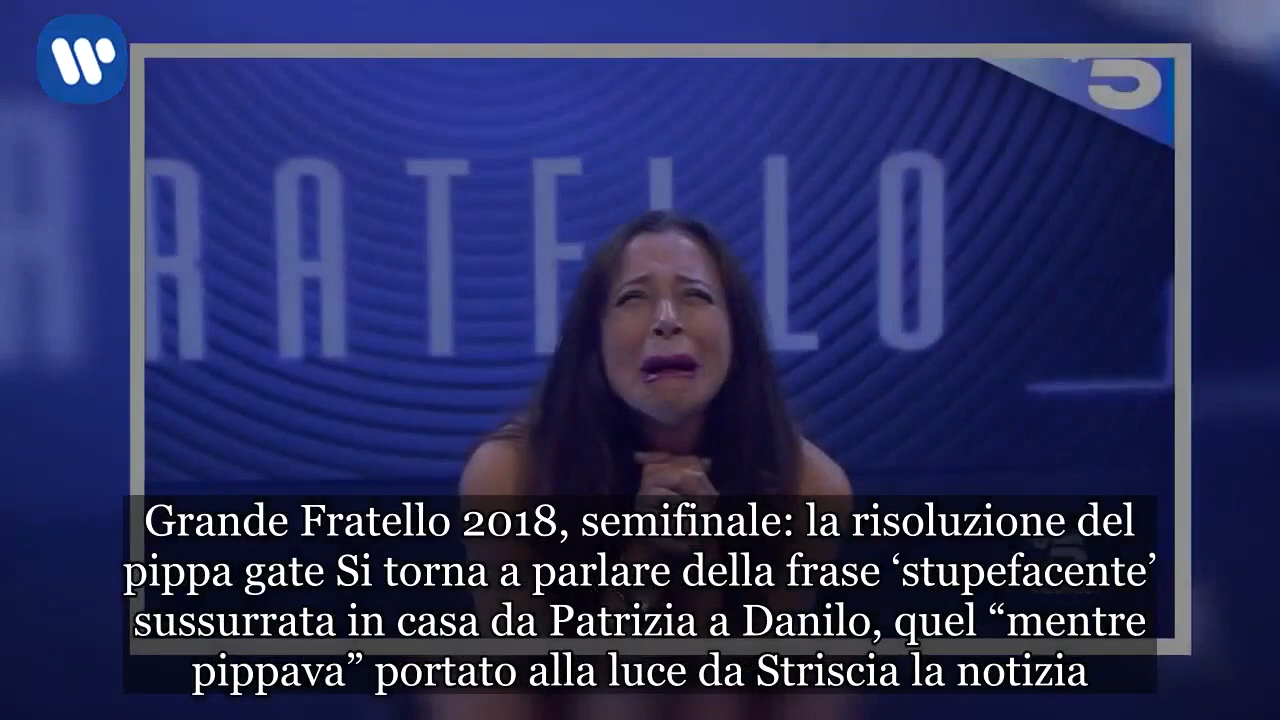 5
RATELLO
Grande Fratello 2018, semifinale: la risoluzione del
pippa gate Si torna a parlare della frase ‘stupefacente’
sussurrata in casa da Patrizia a Danilo, quel “mentre
pippava” portato alla luce da Striscia la notizia